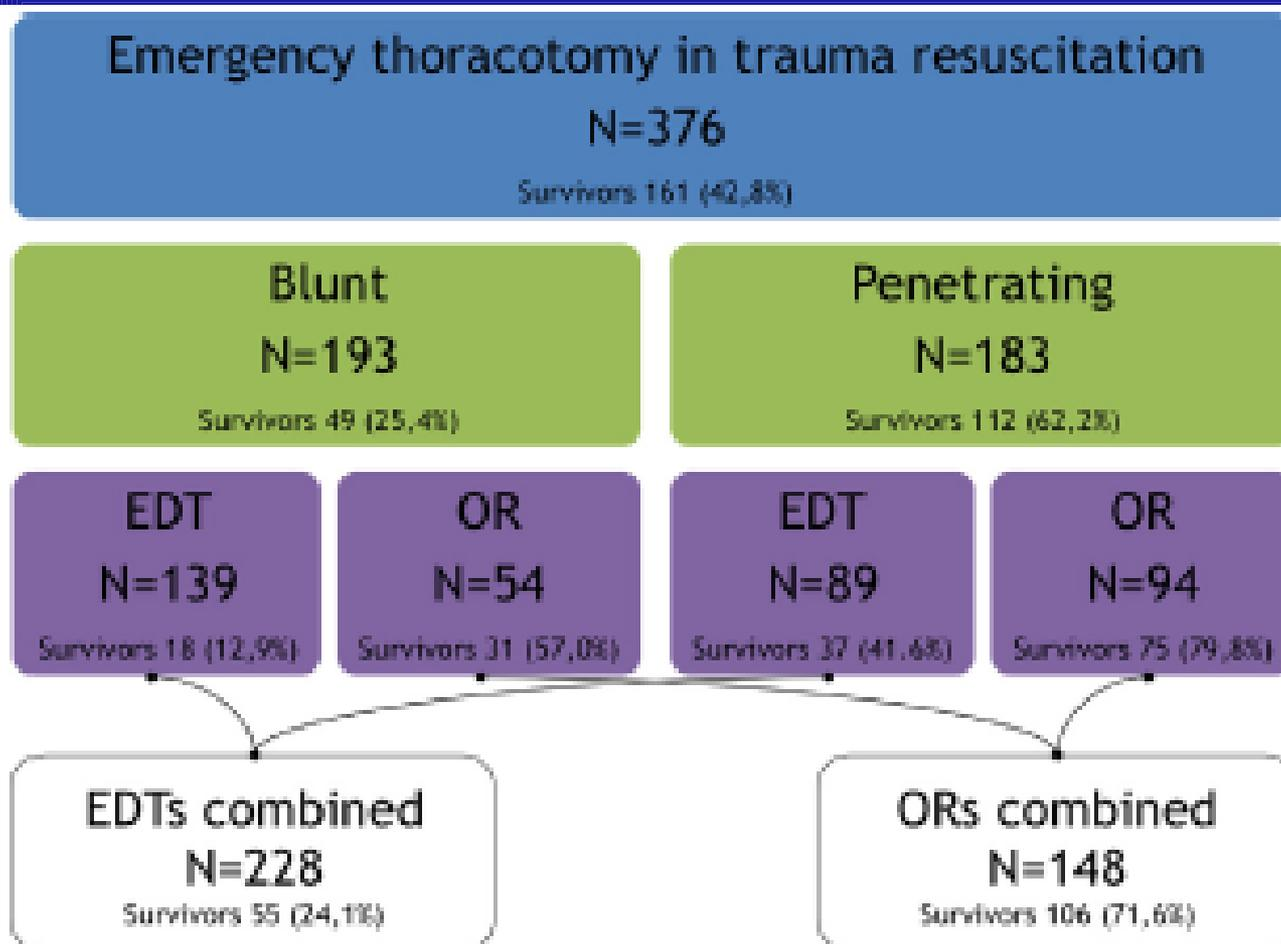 Emergency thoracotomy in trauma resuscitation
N=376
Survivors 161 (42,8%)
Blunt
N=193
Survivors 49 (25,4%)
Penetrating
N=183
Survivors 112 (62,2%)
EDT
N=139
Survivors 18 (12,9%)
OR
N=54
Survivors 31 (57,0%)
EDT
N=89
Survivors 37 (41.6%)
OR
N=94
Survivors 75 (79,8%)
EDTs combined
N=228
Survivors 55 (24,1%)
ORs combined
N=148
Survivors 106 (71,6%)